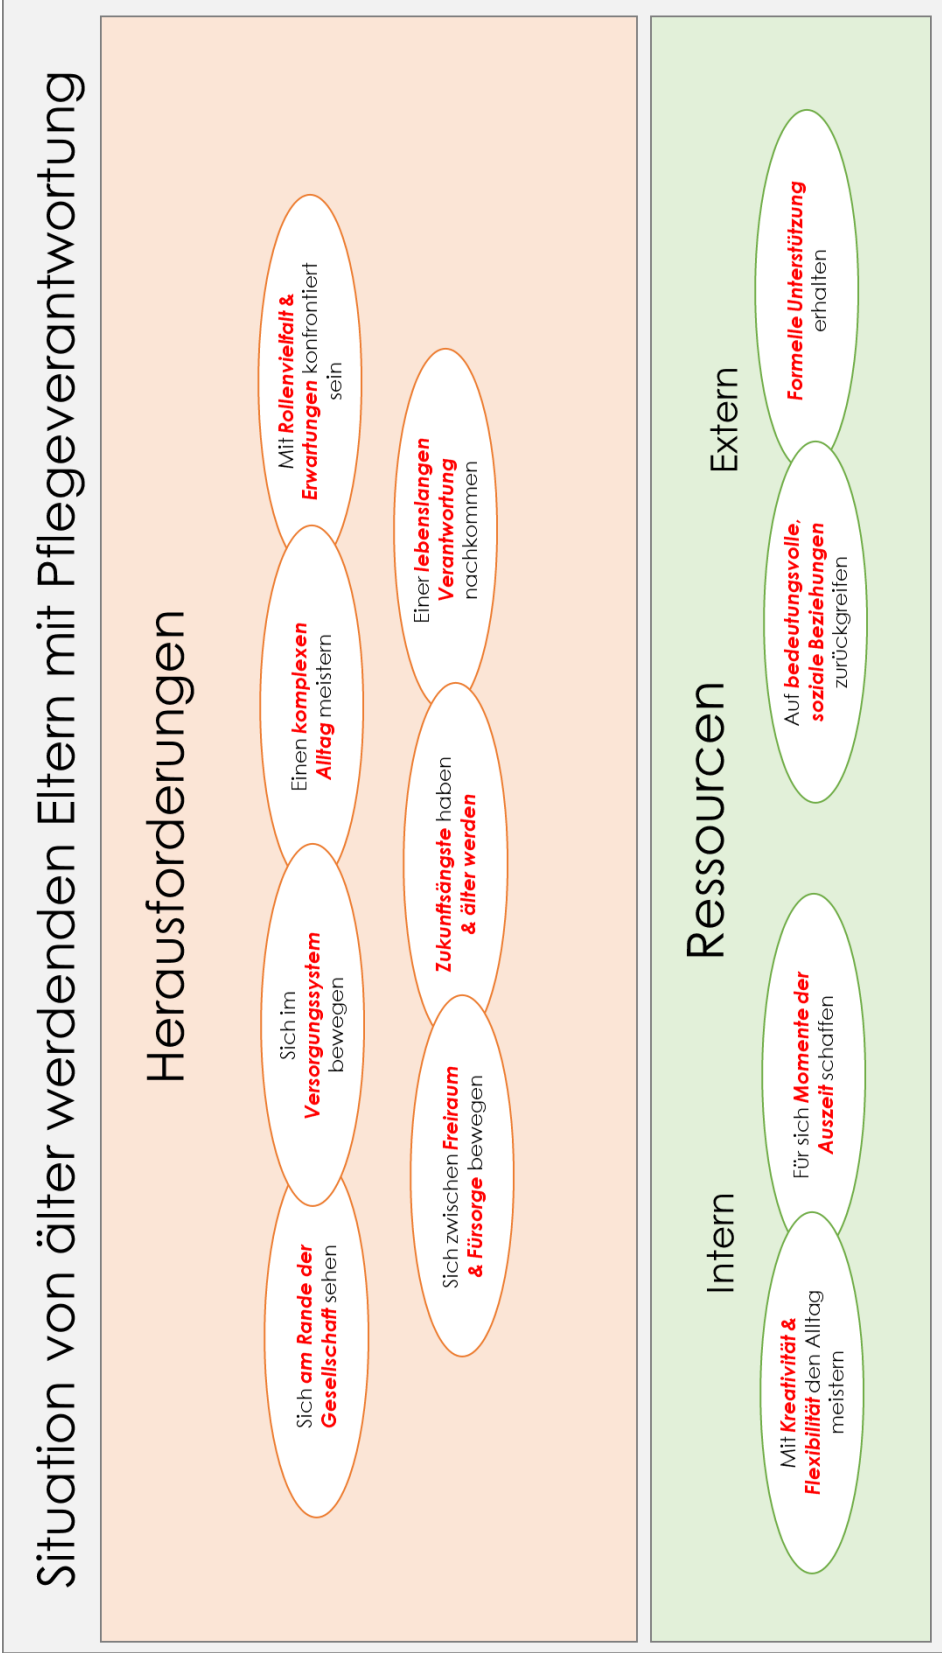 Situation von älter werdenden Eltern mit Pflegeverantwortung
Herausforderungen
Sich am Rande der
Gesellschaft sehen
Sich im
Versorgungssystem
bewegen
Einen komplexen
Alltag meistern
Mit Rollenvielfalt &
Erwartungen konfrontiert
sein
Sich zwischen Freiraum
& Fürsorge bewegen
Zukunftsängste haben
& älter werden
Einer lebenslangen
Verantwortung
nachkommen
Ressourcen
Intern
Extern
Mit Kreativität &
Flexibilität den Alltag
meistern
Für sich Momente der
Auszeit schaffen
Auf bedeutungsvolle,
soziale Beziehungen
zurückgreifen
Formelle Unterstützung
erhalten